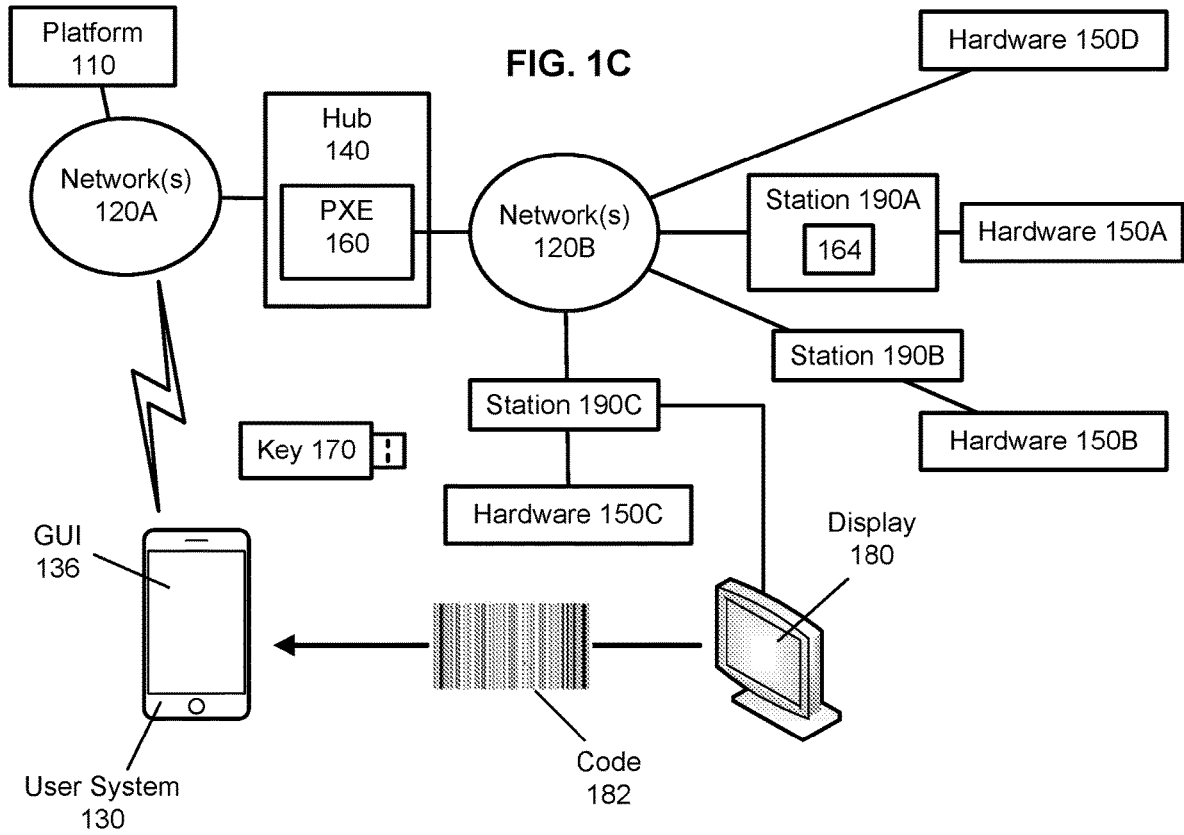 Platform
110
FIG. 1C
Hardware 150D
Hub
140
Network(s)
120A
PXE
160
Network(s)
120B
Station 190A
164
Hardware 150A
Station 190B
Station 190C
Key 170
Hardware 150B
Hardware 150C
GUI
136
Display
180
Code
182
User System
130